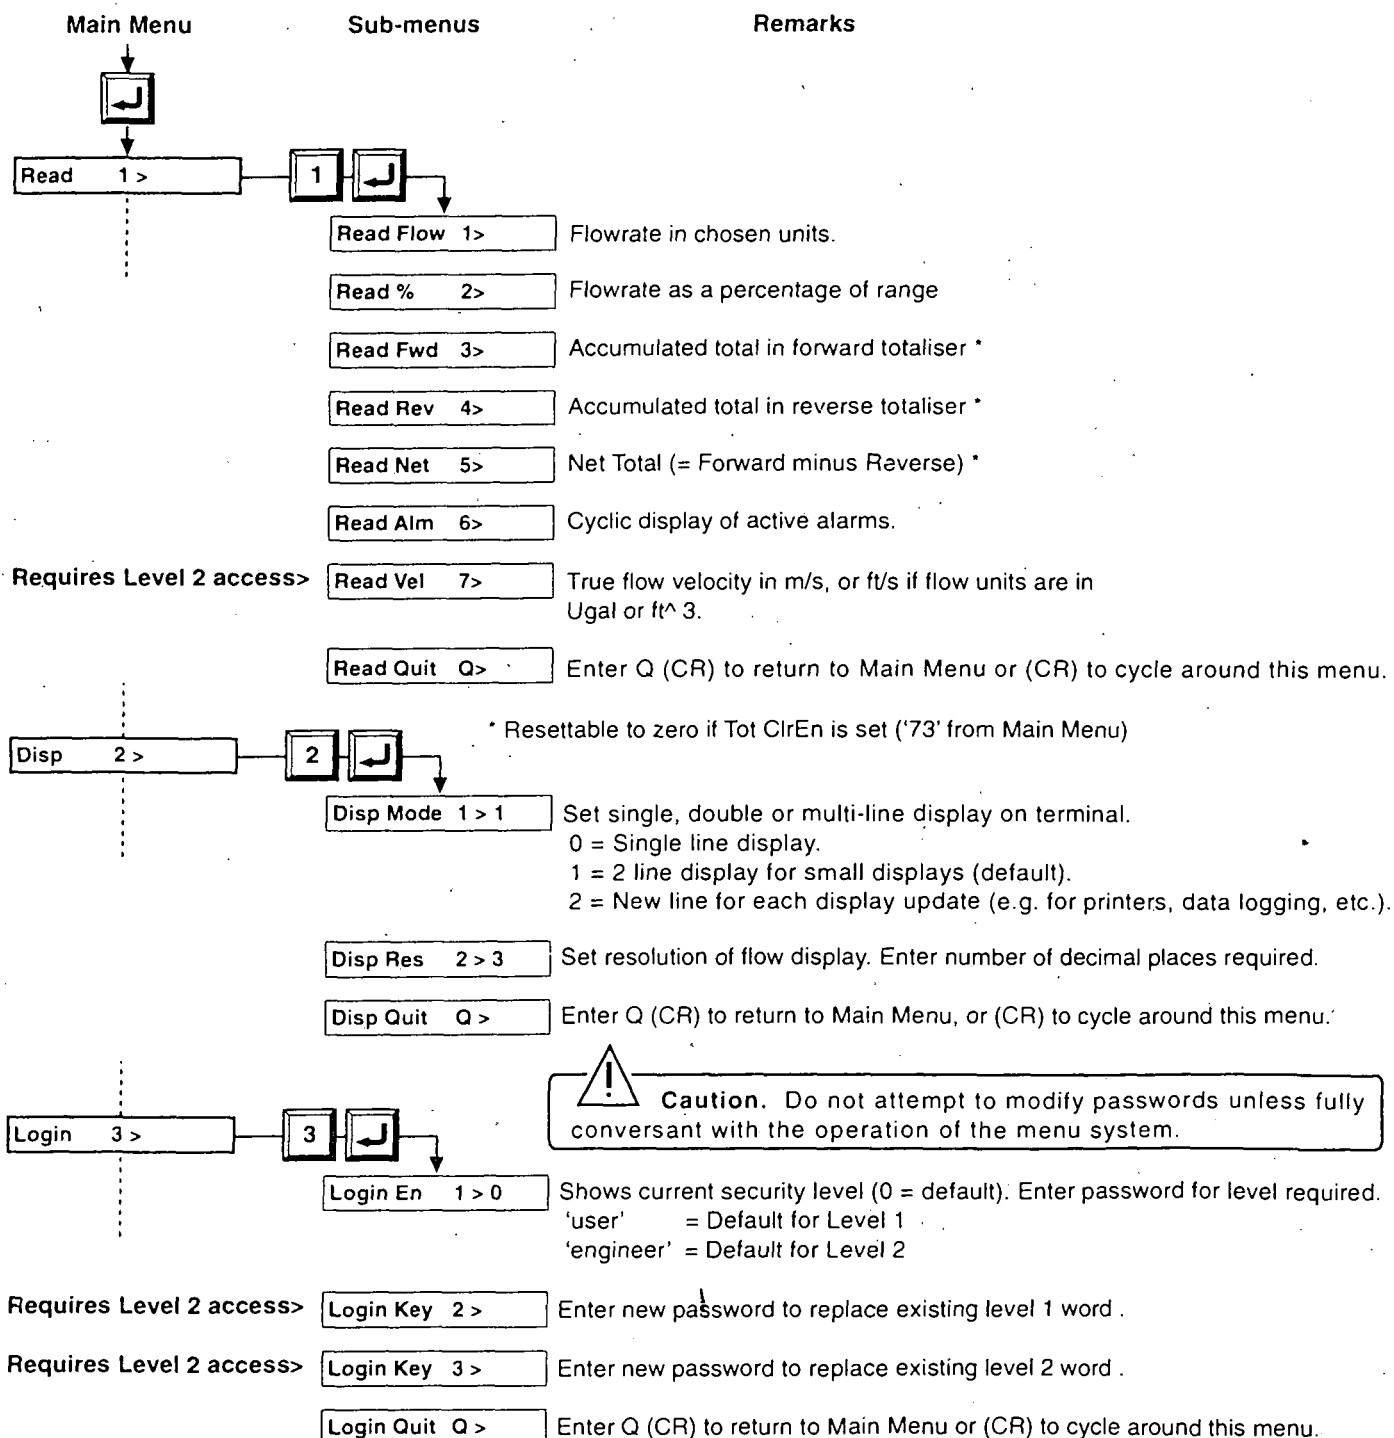 Main Menu Sub-menus Remarks
Read 1 > 1
Read Flow 1> Flowrate in chosen units.
Read % 2> Flowrate as a percentage of range
Read Fwd 3> Accumulated total in forward totaliser *
Read Rev 4> Accumulated total in reverse totaliser *
Read Net 5> Net Total (= Forward minus Reverse) *
Read Alm 6> Cyclic display of active alarms.
Requires Level 2 access> Read Vel 7> True flow velocity in m/s, or ft/s if flow units are in
Ugal or ft^ 3.
Read Quit Q> Enter Q (CR) to return to Main Menu or (CR) to cycle around this menu.
* Resettable to zero if Tot ClrEn is set ('73' from Main Menu)
Disp 2 > 2
Disp Mode 1 > 1 Set single, double or multi-line display on terminal.
0 = Single line display.
1 = 2 line display for small displays (default).
2 = New line for each display update (e.g. for printers, data logging, etc.).
Disp Res 2 > 3 Set resolution of flow display. Enter number of decimal places required.
Disp Quit Q > Enter Q (CR) to return to Main Menu, or (CR) to cycle around this menu.
! Caution. Do not attempt to modify passwords unless fully
conversant with the operation of the menu system.
Login 3 > 3
Login En 1 > 0 Shows current security level (0 = default). Enter password for level required.
'user' = Default for Level 1
'engineer' = Default for Level 2
Requires Level 2 access> Login Key 2 > Enter new password to replace existing level 1 word .
Requires Level 2 access> Login Key 3 > Enter new password to replace existing level 2 word .
Login Quit Q > Enter Q (CR) to return to Main Menu or (CR) to cycle around this menu.